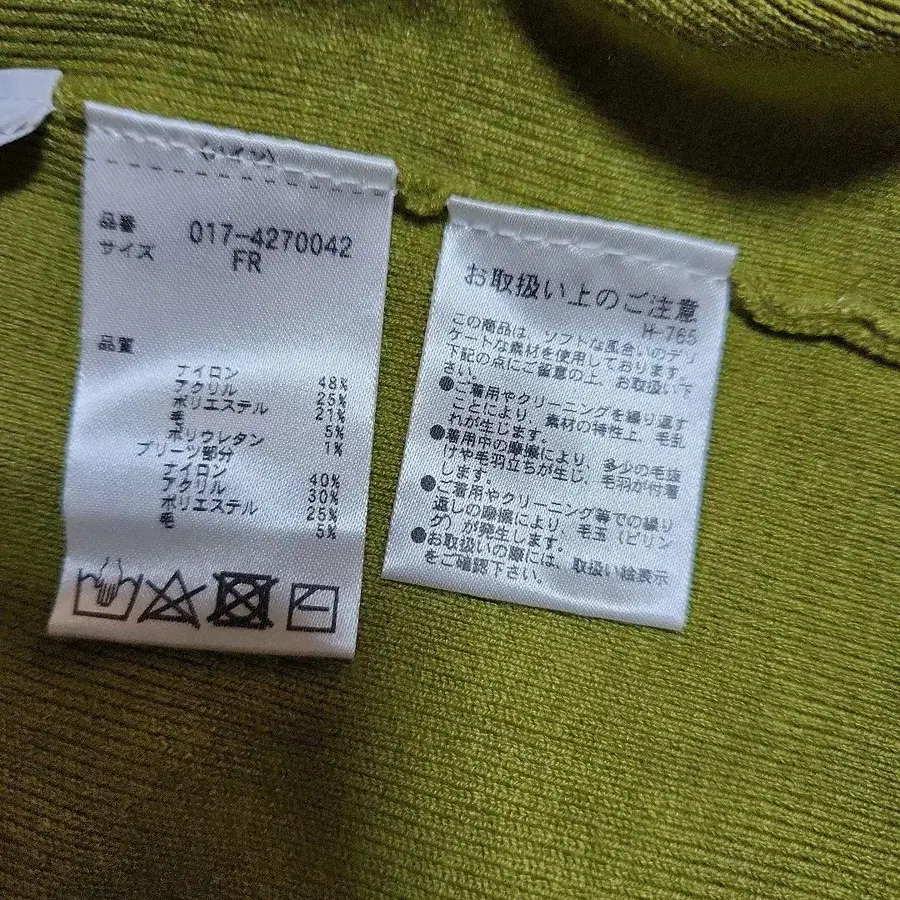 品番 017-4270042
サイズ FR
品質
ナイロン 48%
アクリル 25%
ポリエステル 21%
毛 5%
ポリウレタン 1%
プリーツ部分
ナイロン 40%
アクリル 30%
ポリエステル 25%
毛 5%
お取扱い上のご注意
H-765
この商品は、ソフトな風合いのデリ
ケートな素材を使用しております。
下記の点にご留意の上、お取扱い下
さい。
●ご着用やクリーニングを繰り返す
ことにより、素材の特性上、毛乱
れが生じます。
●着用中の摩擦により、多少の毛抜
けや毛羽立ちが生じ、毛羽が付着
します。
●ご着用やクリーニング等での繰り
返しの摩擦により、毛玉（ピリン
グ）が発生します。
●お取扱いの際には、取扱い絵表示
をご確認下さい。